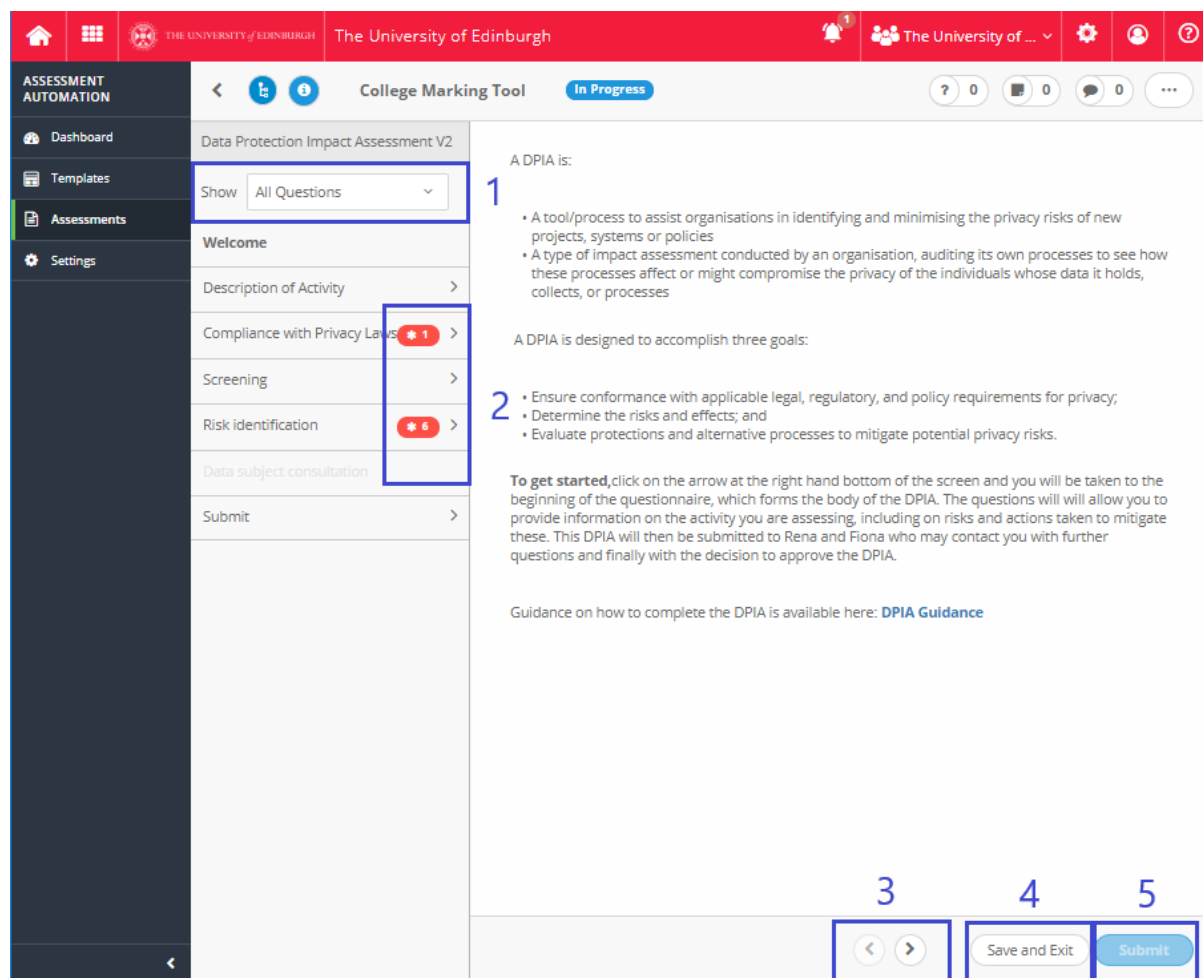 THE UNIVERSITY of EDINBURGH
The University of Edinburgh
1
The University of ...
ASSESSMENT
AUTOMATION
Dashboard
Templates
Assessments
Settings
College Marking Tool
In Progress
? 0
0
0
...
Data Protection Impact Assessment V2
Show
All Questions
1
Welcome
Description of Activity
Compliance with Privacy Laws
* 1
Screening
Risk identification
* 6
Data subject consultation
Submit
2
A DPIA is:
• A tool/process to assist organisations in identifying and minimising the privacy risks of new
projects, systems or policies
• A type of impact assessment conducted by an organisation, auditing its own processes to see how
these processes affect or might compromise the privacy of the individuals whose data it holds,
collects, or processes
A DPIA is designed to accomplish three goals:
• Ensure conformance with applicable legal, regulatory, and policy requirements for privacy;
• Determine the risks and effects; and
• Evaluate protections and alternative processes to mitigate potential privacy risks.
To get started,click on the arrow at the right hand bottom of the screen and you will be taken to the
beginning of the questionnaire, which forms the body of the DPIA. The questions will will allow you to
provide information on the activity you are assessing, including on risks and actions taken to mitigate
these. This DPIA will then be submitted to Rena and Fiona who may contact you with further
questions and finally with the decision to approve the DPIA.
Guidance on how to complete the DPIA is available here: DPIA Guidance
3
4
5
Save and Exit
Submit